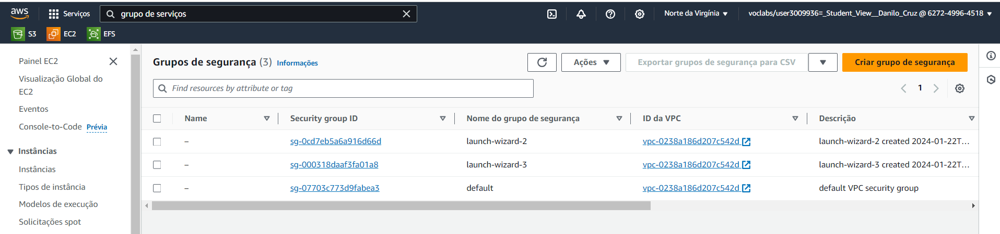 aws
Serviços
grupo de serviços
Norte da Virgínia
voclabs/user3009936=_Student_View__Danilo_Cruz @ 6272-4996-4518
S3 EC2 EFS
Painel EC2
Visualização Global do
EC2
Eventos
Console-to-Code Prévia
Instâncias
Instâncias
Tipos de instância
Modelos de execução
Solicitações spot
Grupos de segurança (3) Informações
Ações
Exportar grupos de segurança para CSV
Criar grupo de segurança
Find resources by attribute or tag
1
Name Security group ID Nome do grupo de segurança ID da VPC Descrição
– sg-0cd7eb5a6a916d66d launch-wizard-2 vpc-0238a186d207c542d launch-wizard-2 created 2024-01-22T...
– sg-000318daaf3fa01a8 launch-wizard-3 vpc-0238a186d207c542d launch-wizard-3 created 2024-01-22T...
– sg-07703c773d9fabea3 default vpc-0238a186d207c542d default VPC security group